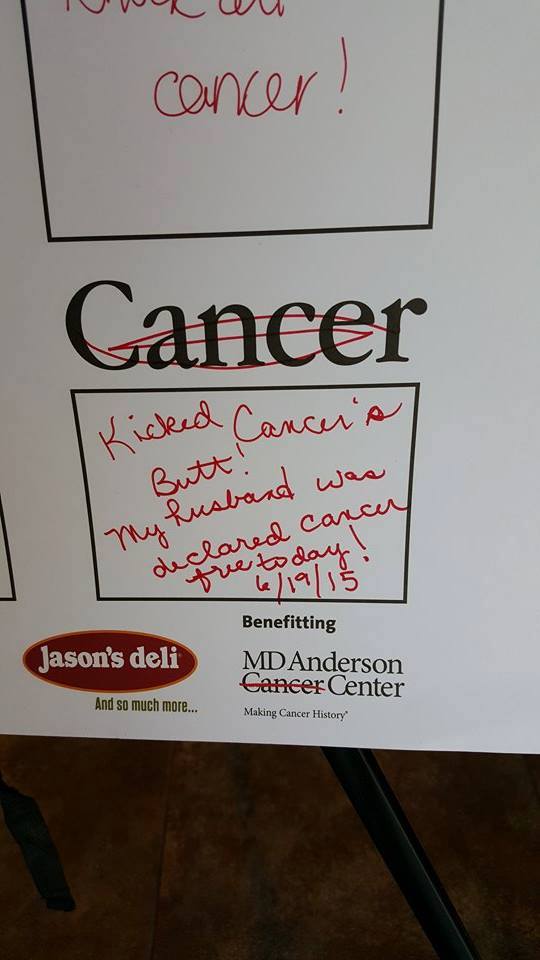 cancer!
Cancer
Kicked Cancer's
Butt!
My husband was
declared cancer
free today!
6/19/15
Benefitting
Jason's deli
And so much more...
MD Anderson
Cancer Center
Making Cancer History®